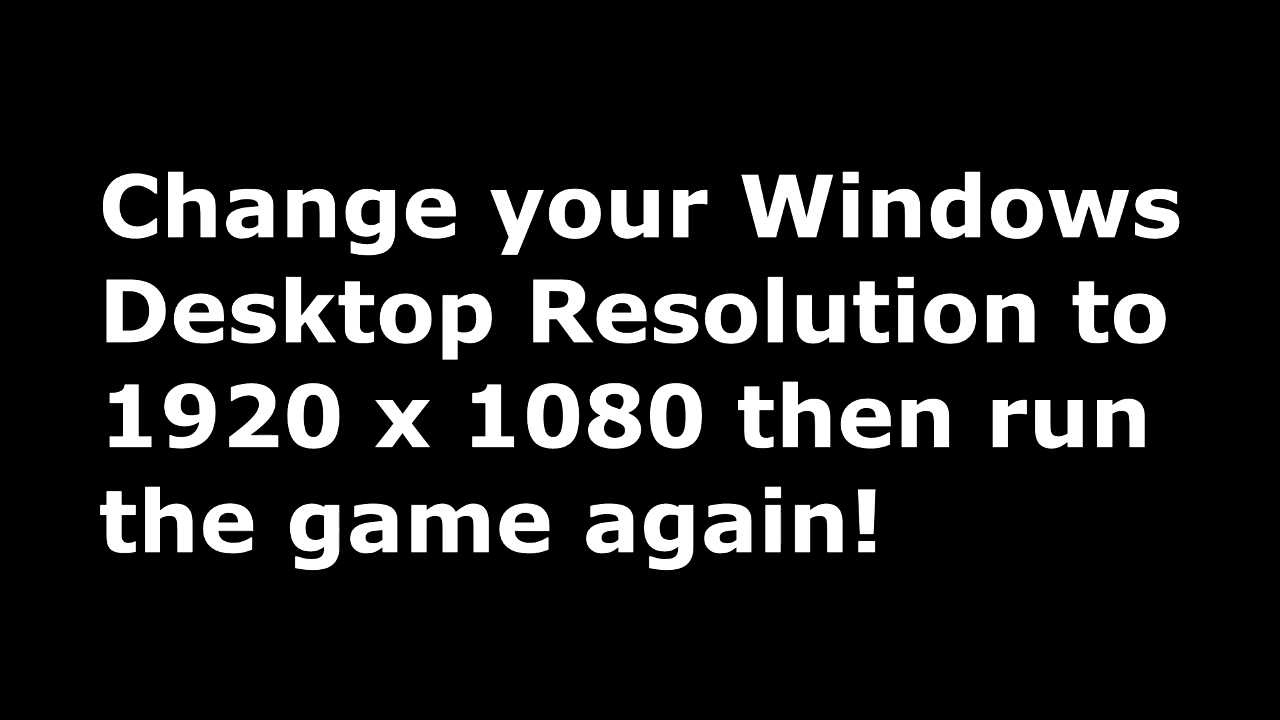 Change your Windows
Desktop Resolution to
1920 x 1080 then run
the game again!